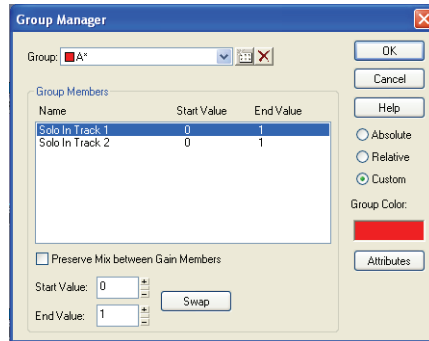 Group Manager
Group: A*
OK
Cancel
Help
Group Members
Name Start Value End Value
Solo In Track 1 0 1
Solo In Track 2 0 1
Absolute
Relative
Custom
Group Color:
Preserve Mix between Gain Members
Attributes
Start Value: 0
Swap
End Value: 1